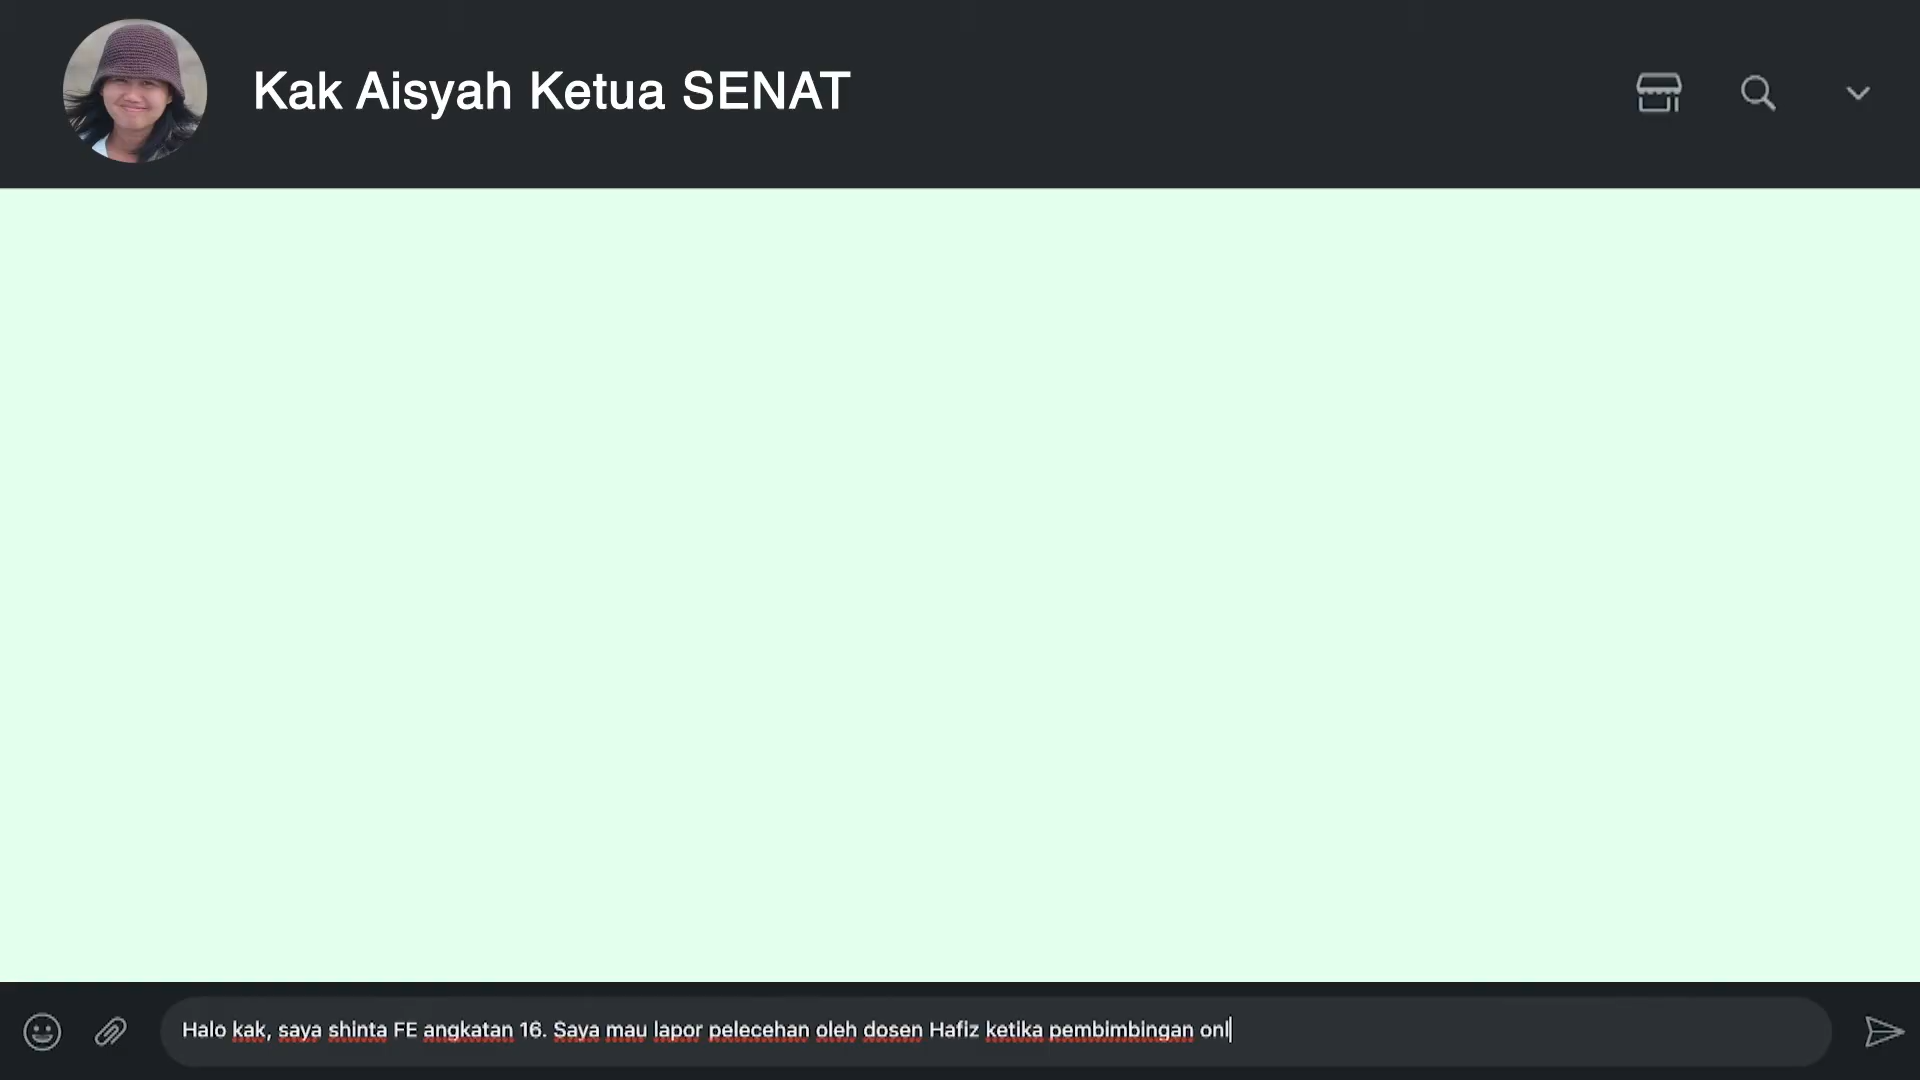 Kak Aisyah Ketua SENAT
Halo kak, saya shinta FE angkatan 16. Saya mau lapor pelecehan oleh dosen Hafiz ketika pembimbingan onl